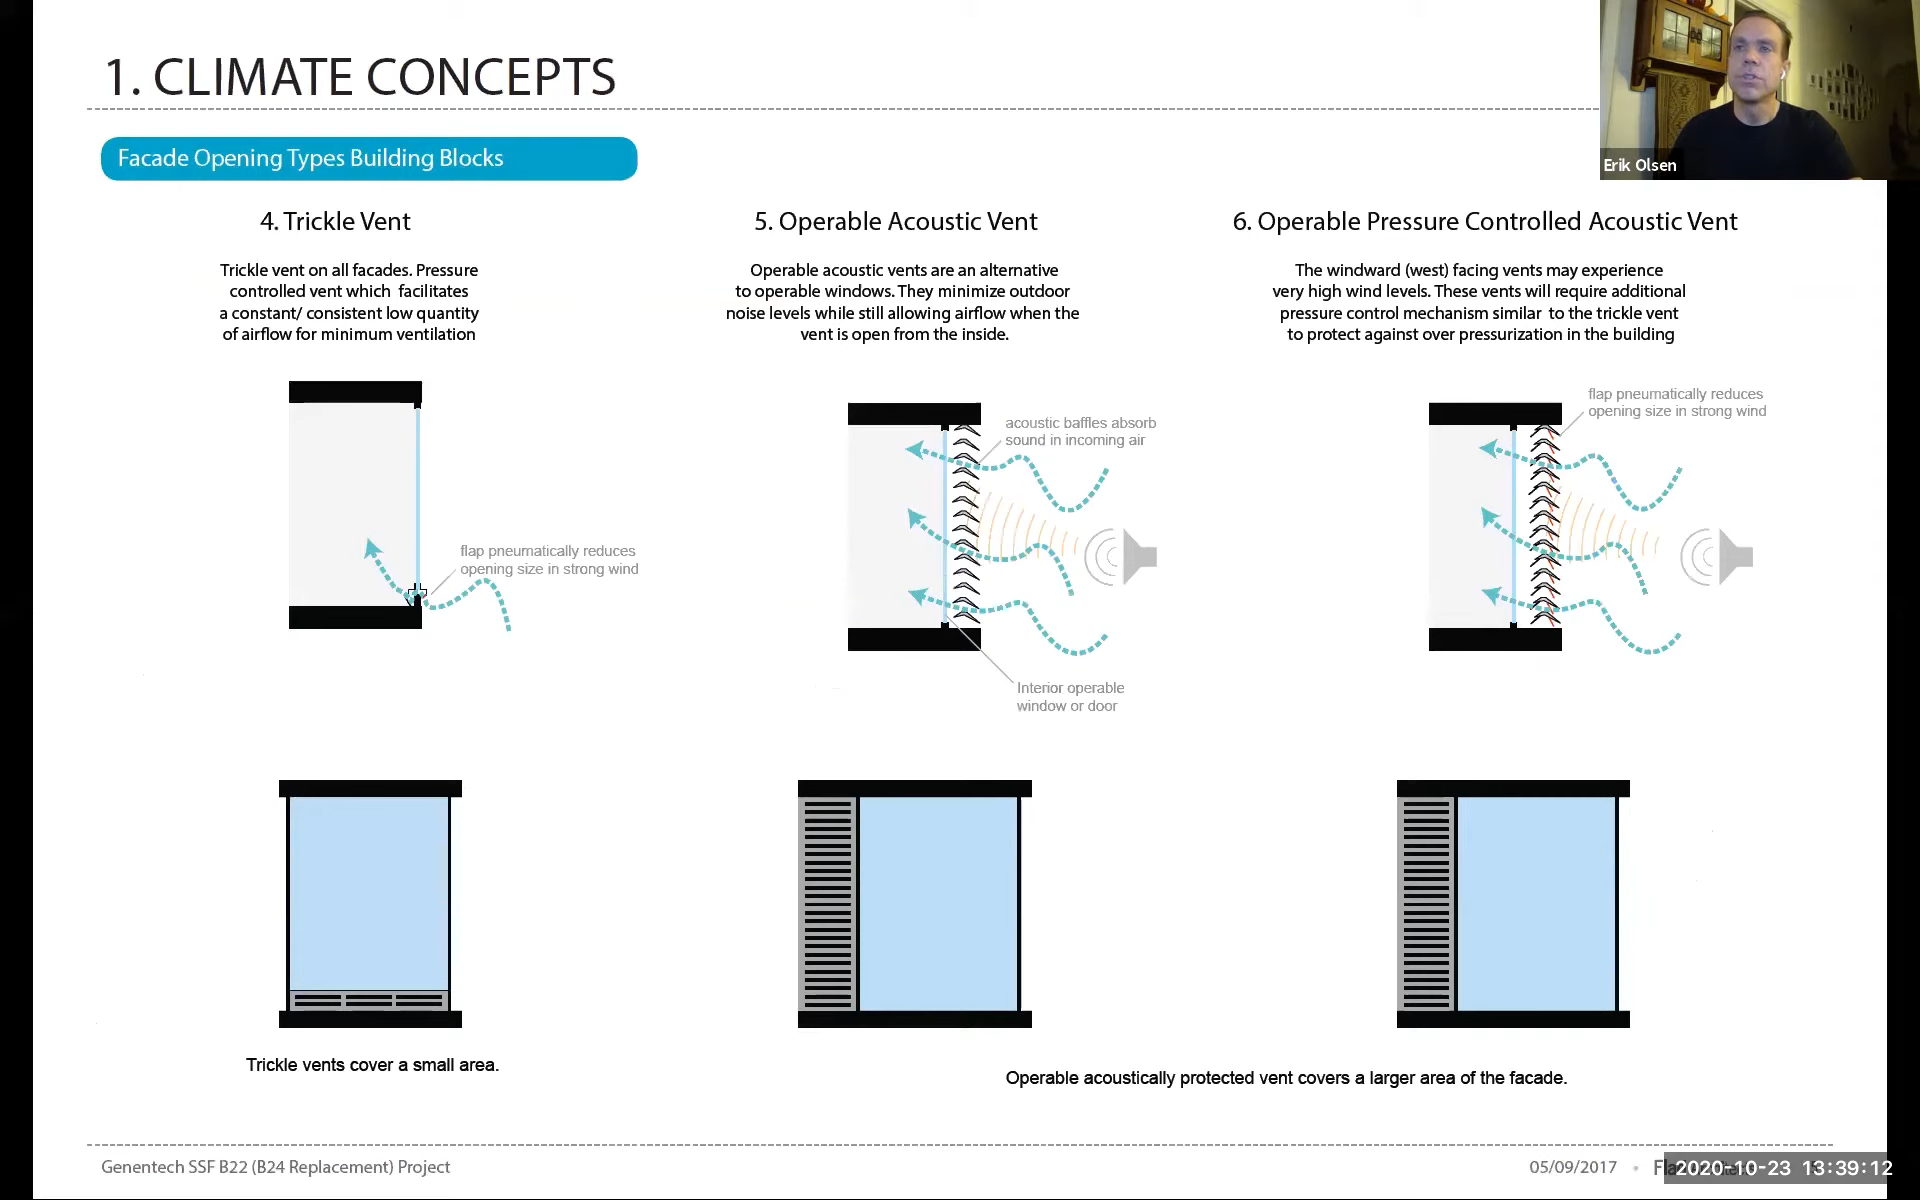 1. CLIMATE CONCEPTS
Erik Olsen
Facade Opening Types Building Blocks
4. Trickle Vent
Trickle vent on all facades. Pressure
controlled vent which facilitates
a constant/ consistent low quantity
of airflow for minimum ventilation
flap pneumatically reduces
opening size in strong wind
Trickle vents cover a small area.
5. Operable Acoustic Vent
Operable acoustic vents are an alternative
to operable windows. They minimize outdoor
noise levels while still allowing airflow when the
vent is open from the inside.
acoustic baffles absorb
sound in incoming air
Interior operable
window or door
6. Operable Pressure Controlled Acoustic Vent
The windward (west) facing vents may experience
very high wind levels. These vents will require additional
pressure control mechanism similar to the trickle vent
to protect against over pressurization in the building
flap pneumatically reduces
opening size in strong wind
Operable acoustically protected vent covers a larger area of the facade.
Genentech SSF B22 (B24 Replacement) Project
05/09/2017 •
2020-10-23 13:39:12